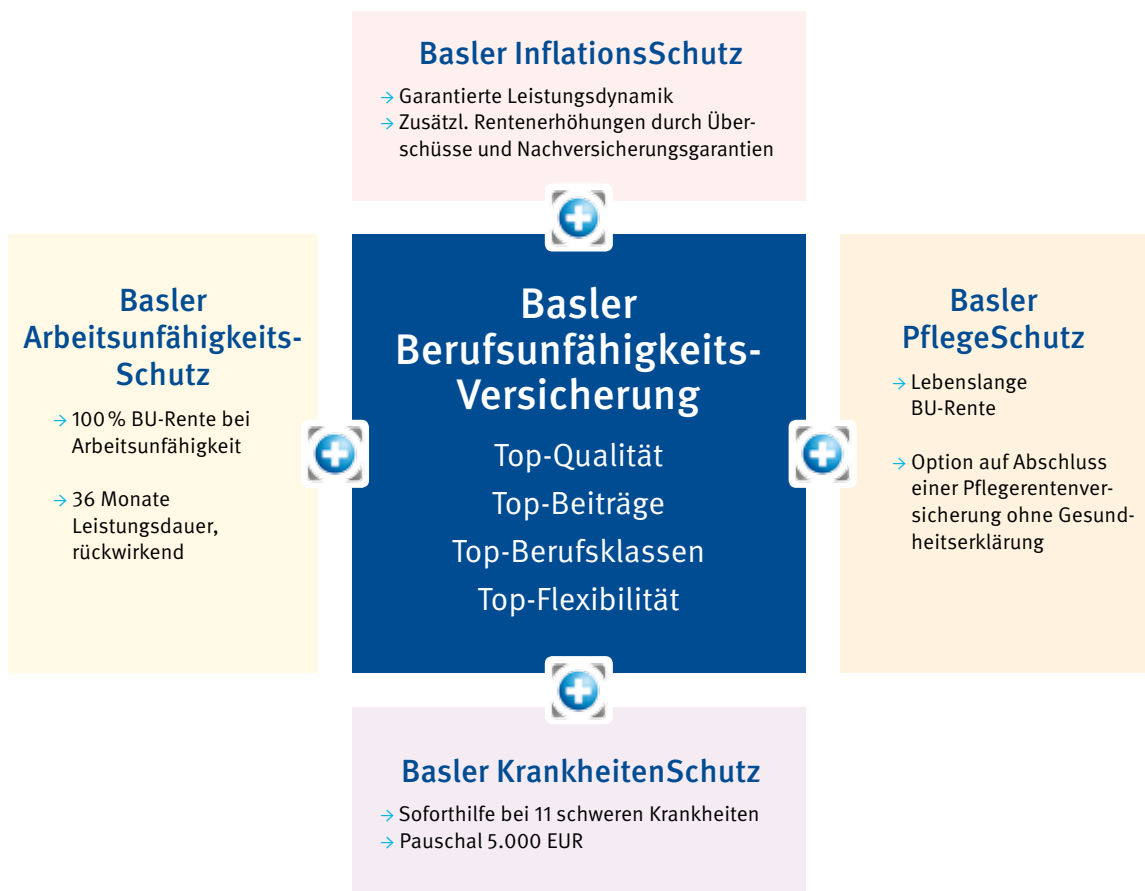 Basler InflationsSchutz
→ Garantierte Leistungsdynamik
→ Zusätzl. Rentenerhöhungen durch Über-
schüsse und Nachversicherungsgarantien
Basler
Arbeitsunfähigkeits-
Schutz
→ 100 % BU-Rente bei
Arbeitsunfähigkeit
→ 36 Monate
Leistungsdauer,
rückwirkend
Basler
Berufsunfähigkeits-
Versicherung
Top-Qualität
Top-Beiträge
Top-Berufsklassen
Top-Flexibilität
Basler
PflegeSchutz
→ Lebenslange
BU-Rente
→ Option auf Abschluss
einer Pflegerentenver-
sicherung ohne Gesund-
heitserklärung
Basler KrankheitenSchutz
→ Soforthilfe bei 11 schweren Krankheiten
→ Pauschal 5.000 EUR